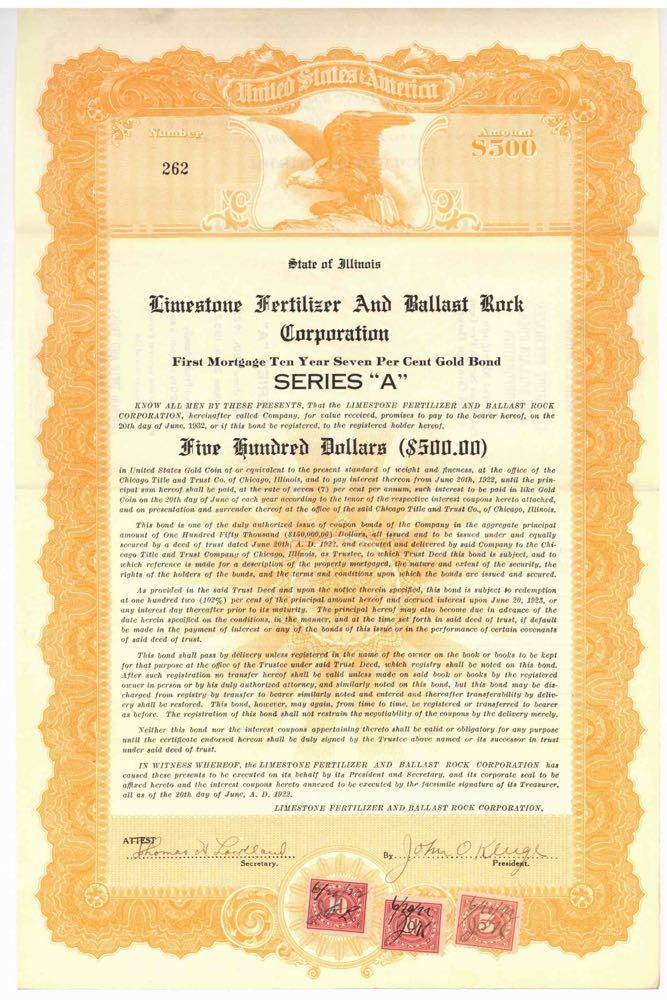 United States of America
Number
Amount
262
$500
State of Illinois
Limestone Fertilizer And Ballast Rock
Corporation
First Mortgage Ten Year Seven Per Cent Gold Bond
SERIES “A”
KNOW ALL MEN BY THESE PRESENTS, That the LIMESTONE FERTILIZER AND BALLAST ROCK
CORPORATION, hereinafter called Company, for value received, promises to pay to the bearer hereof, on the
20th day of June, 1932, or if this bond be registered, to the registered holder hereof,
Five Hundred Dollars ($500.00)
in United States Gold Coin of or equivalent to the present standard of weight and fineness, at the office of the
Chicago Title and Trust Co. of Chicago, Illinois, and to pay interest thereon from June 20th, 1922, until the prin-
cipal sum hereof shall be paid, at the rate of seven (7) per cent per annum, such interest to be paid in like Gold
Coin on the 20th day of June of each year according to the tenor of the respective interest coupons hereto attached,
and on presentation and surrender thereof at the office of the said Chicago Title and Trust Co., of Chicago, Illinois.
This bond is one of the duly authorized issue of coupon bonds of the Company in the aggregate principal
amount of One Hundred Fifty Thousand ($150,000.00) Dollars, all issued and to be issued under and equally
secured by a deed of trust dated June 20th, A. D. 1922, and executed and delivered by said Company to the Chi-
cago Title and Trust Company of Chicago, Illinois, as Trustee, to which Trust Deed this bond is subject, and to
which reference is made for a description of the property mortgaged, the nature and extent of the security, the
rights of the holders of the bonds, and the terms and conditions upon which the bonds are issued and secured.
As provided in the said Trust Deed and upon the notice therein specified, this bond is subject to redemption
at one hundred two (102%) per cent of the principal amount hereof and accrued interest upon June 20, 1923, or
any interest day thereafter prior to its maturity. The principal hereof may also become due in advance of the
date herein specified on the conditions, in the manner, and at the time set forth in said deed of trust, if default
be made in the payment of interest or any of the bonds of this issue or in the performance of certain covenants
of said deed of trust.
This bond shall pass by delivery unless registered in the name of the owner on the book or books to be kept
for that purpose at the office of the Trustee under said Trust Deed, which registry shall be noted on this bond.
After such registration no transfer hereof shall be valid unless made on said book or books by the registered
owner in person or by his duly authorized attorney, and similarly noted on this bond, but this bond may be dis-
charged from registry by transfer to bearer similarly noted and entered and thereafter transferability by deliv-
ery shall be restored. This bond, however, may again, from time to time, be registered or transferred to bearer
as before. The registration of this bond shall not restrain the negotiability of the coupons by the delivery merely.
Neither this bond nor the interest coupons appertaining thereto shall be valid or obligatory for any purpose
until the certificate endorsed hereon shall be duly signed by the Trustee above named or its successor in trust
under said deed of trust.
IN WITNESS WHEREOF, the LIMESTONE FERTILIZER AND BALLAST ROCK CORPORATION has
caused these presents to be executed on its behalf by its President and Secretary, and its corporate seal to be
affixed hereto and the interest coupons hereto annexed to be executed by the facsimile signature of its Treasurer,
all as of the 20th day of June, A. D. 1922.
LIMESTONE FERTILIZER AND BALLAST ROCK CORPORATION,
ATTEST
Thomas
Secretary.
By John O Kluge
President.
6/20/22
JOK